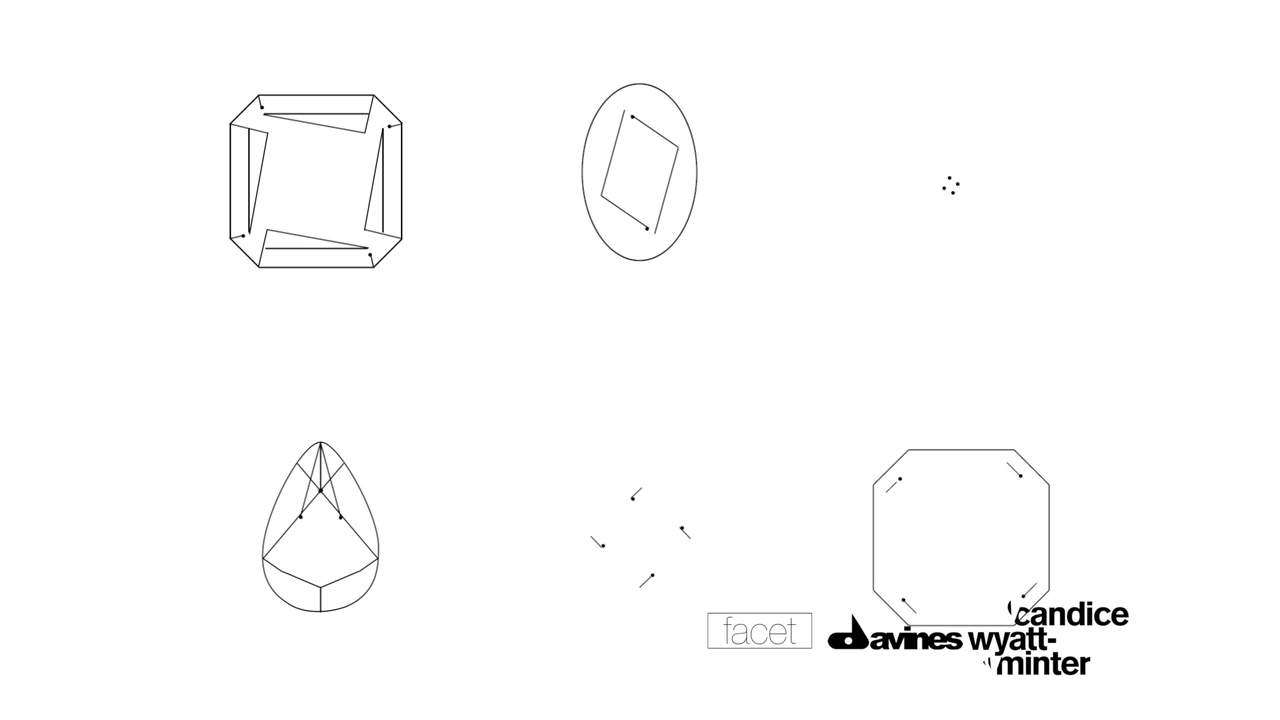 facet
davines
candice
wyatt-
minter